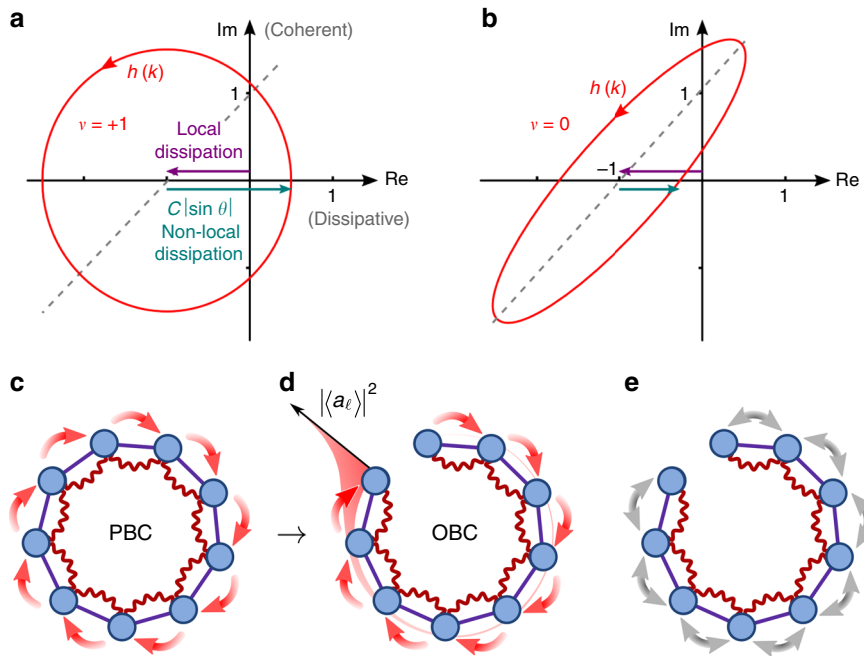 a
Im
(Coherent)
h (k)
1
ν = +1
Local
dissipation
Re
1
C|sin θ|
(Dissipative)
Non-local
dissipation
b
Im
h (k)
1
ν = 0
−1
Re
1
c
PBC
d
|⟨aℓ⟩|²
OBC
e